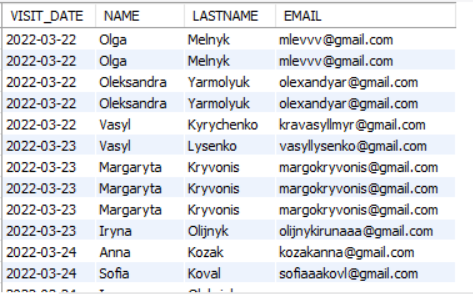 VISIT_DATE NAME LASTNAME EMAIL
2022-03-22 Olga Melnyk mlevvv@gmail.com
2022-03-22 Olga Melnyk mlevvv@gmail.com
2022-03-22 Oleksandra Yarmolyuk olexandyar@gmail.com
2022-03-22 Oleksandra Yarmolyuk olexandyar@gmail.com
2022-03-22 Vasyl Kyrychenko kravasyllmyr@gmail.com
2022-03-23 Vasyl Lysenko vasyllysenko@gmail.com
2022-03-23 Margaryta Kryvonis margokryvonis@gmail.com
2022-03-23 Margaryta Kryvonis margokryvonis@gmail.com
2022-03-23 Margaryta Kryvonis margokryvonis@gmail.com
2022-03-23 Iryna Olijnyk olijnykirunaaa@gmail.com
2022-03-24 Anna Kozak kozakanna@gmail.com
2022-03-24 Sofia Koval sofiaaakovl@gmail.com